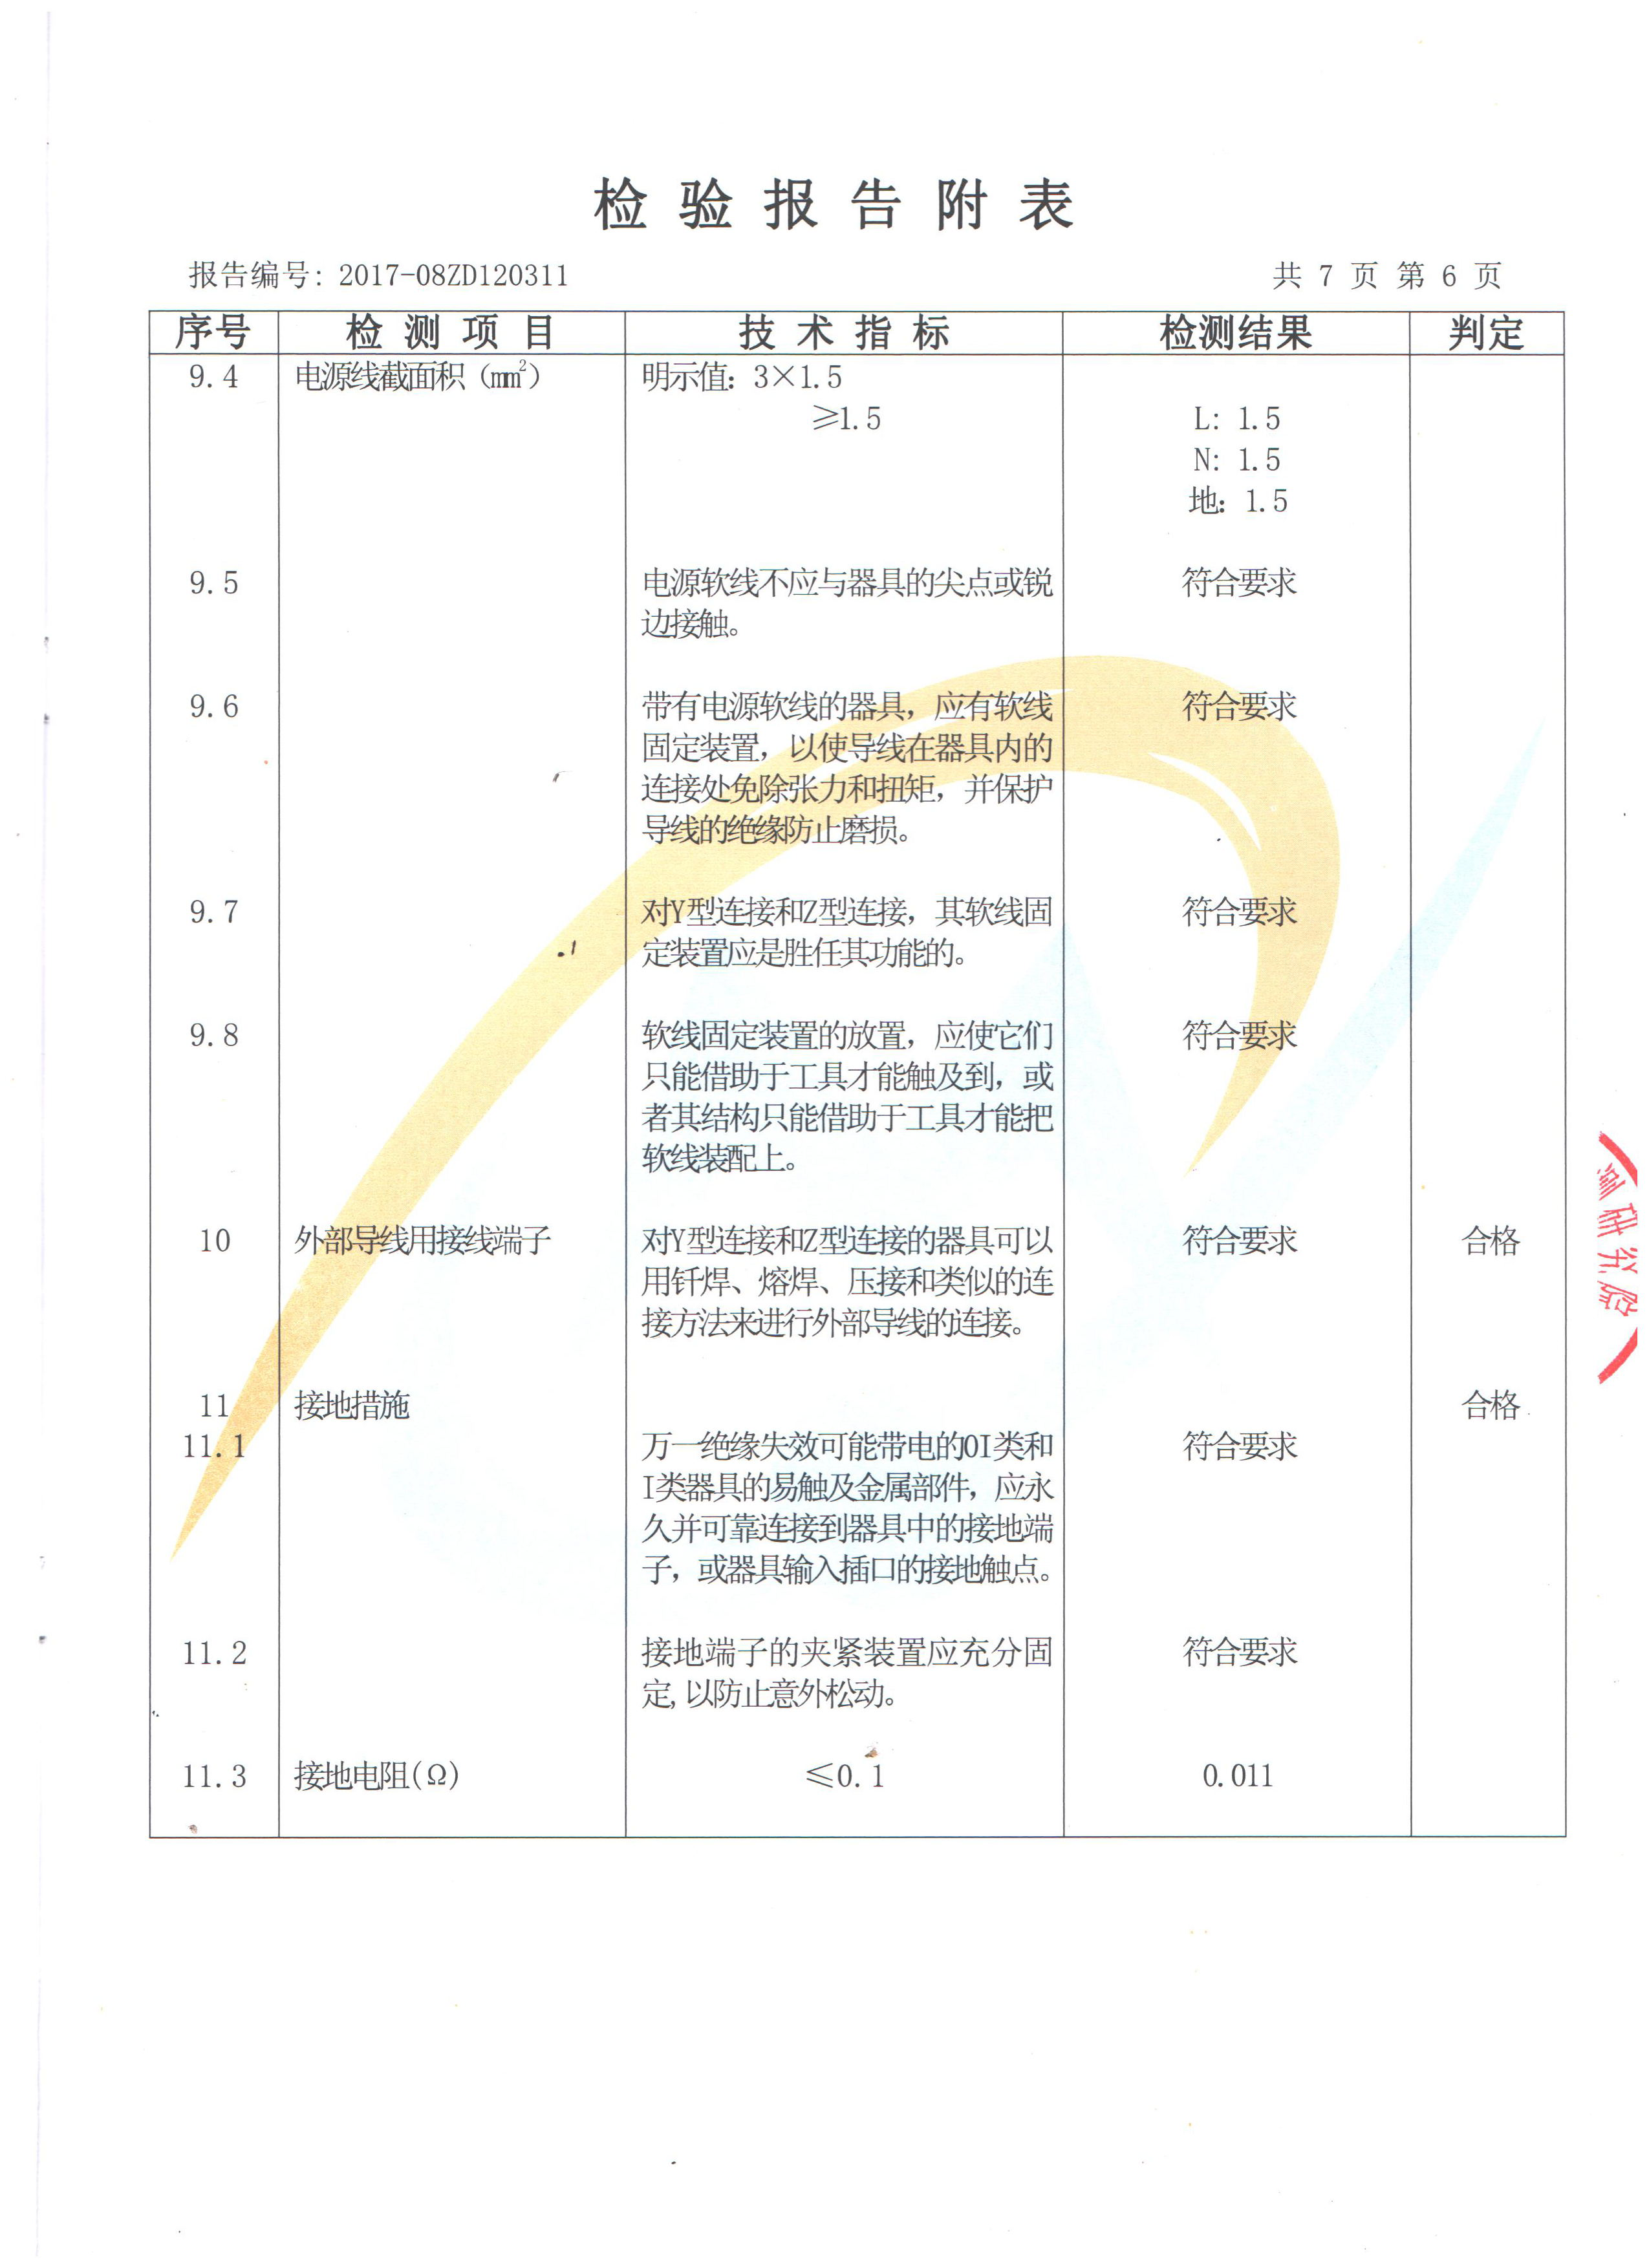 检验报告附表
报告编号: 2017-08ZD120311
共 7 页 第 6 页
序号 检测项目 技术指标 检测结果 判定
9.4 电源线截面积 (mm²) 明示值: 3×1.5
≥1.5 L: 1.5
N: 1.5
地: 1.5
9.5 电源软线不应与器具的尖点或锐 符合要求
边接触。
9.6 带有电源软线的器具，应有软线 符合要求
固定装置，以使导线在器具内的
连接处免除张力和扭矩，并保护
导线的绝缘防止磨损。
9.7 对Y型连接和Z型连接，其软线固 符合要求
定装置应是胜任其功能的。
9.8 软线固定装置的放置，应使它们 符合要求
只能借助于工具才能触及到，或
者其结构只能借助于工具才能把
软线装配上。
10 外部导线用接线端子 对Y型连接和Z型连接的器具可以 符合要求 合格
用钎焊、熔焊、压接和类似的连
接方法来进行外部导线的连接。
11 接地措施 合格
11.1 万一绝缘失效可能带电的0I类和 符合要求
I类器具的易触及金属部件，应永
久并可靠连接到器具中的接地端
子，或器具输入插口的接地触点。
11.2 接地端子的夹紧装置应充分固 符合要求
定, 以防止意外松动。
11.3 接地电阻(Ω) ≤0.1 0.011
研究院